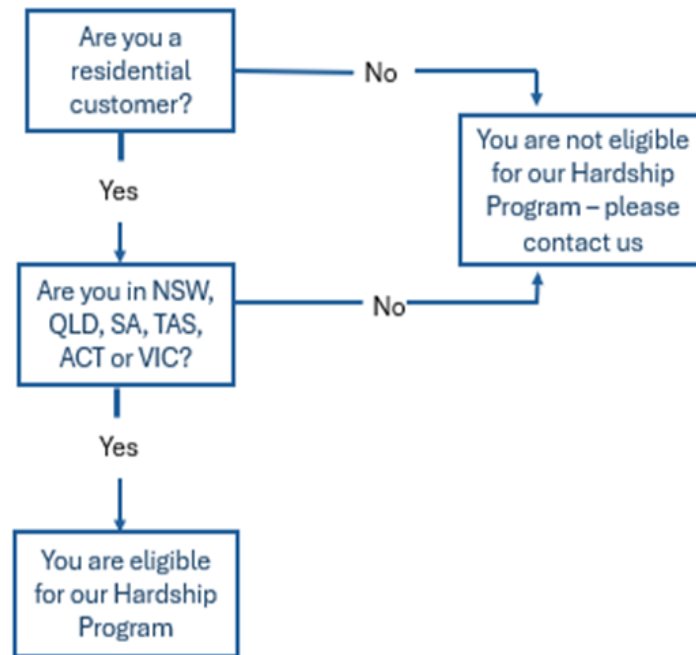 Are you a
residential
customer?
No
You are not eligible
for our Hardship
Program – please
contact us
Yes
Are you in NSW,
QLD, SA, TAS,
ACT or VIC?
No
Yes
You are eligible
for our Hardship
Program